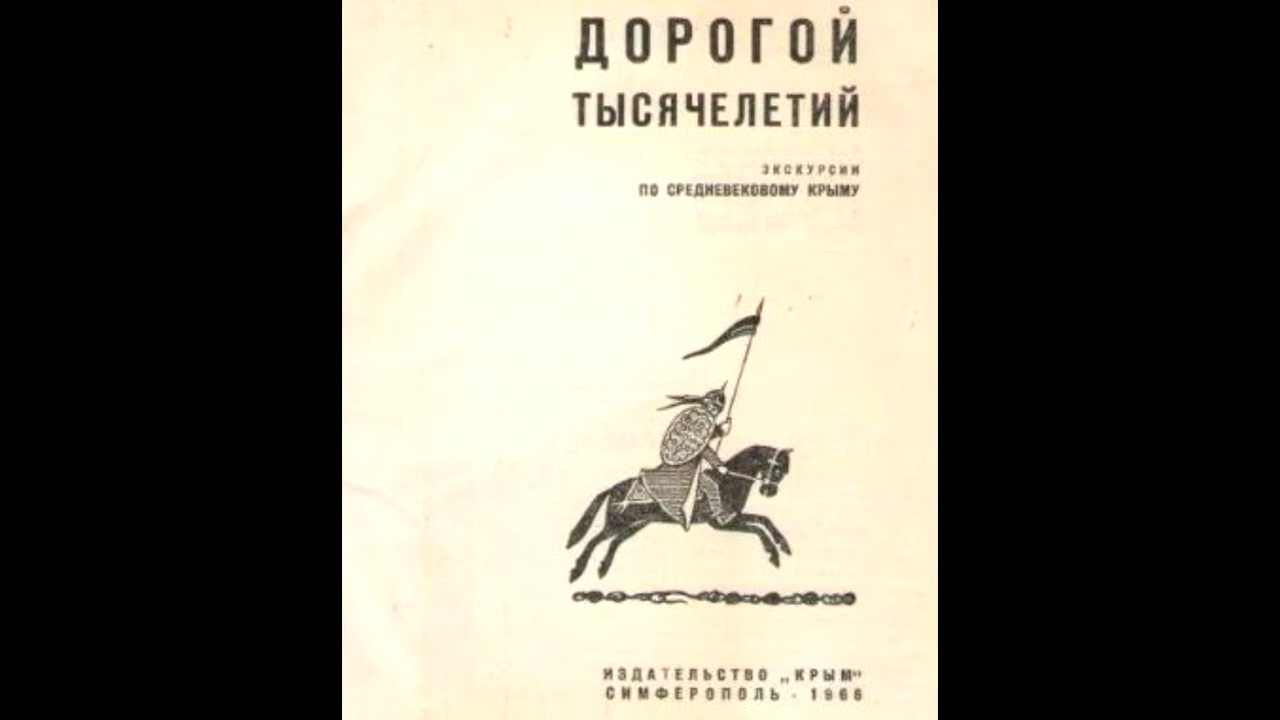 ДОРОГОЙ
ТЫСЯЧЕЛЕТИЙ
ЭКСКУРСИИ
ПО СРЕДНЕВЕКОВОМУ КРЫМУ
ИЗДАТЕЛЬСТВО „КРЫМ“
СИМФЕРОПОЛЬ - 1966